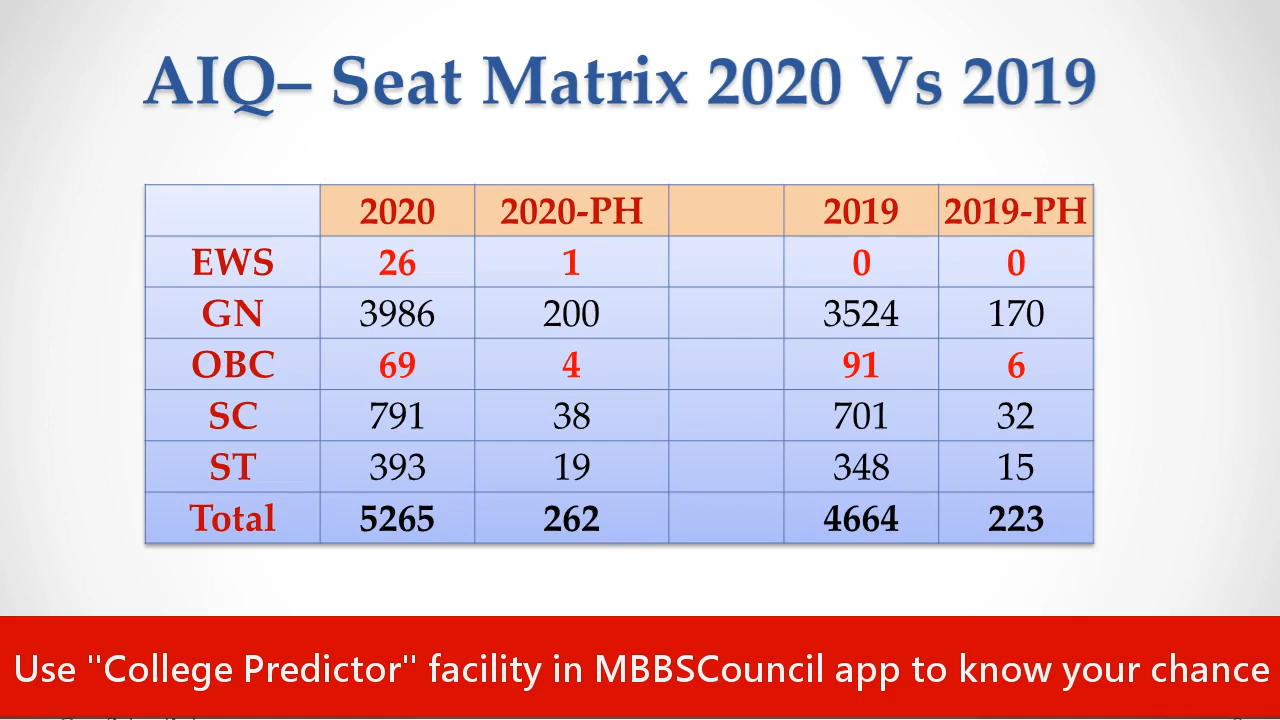 AIQ– Seat Matrix 2020 Vs 2019
2020 2020-PH 2019 2019-PH
EWS 26 1 0 0
GN 3986 200 3524 170
OBC 69 4 91 6
SC 791 38 701 32
ST 393 19 348 15
Total 5265 262 4664 223
Use "College Predictor" facility in MBBSCouncil app to know your chance